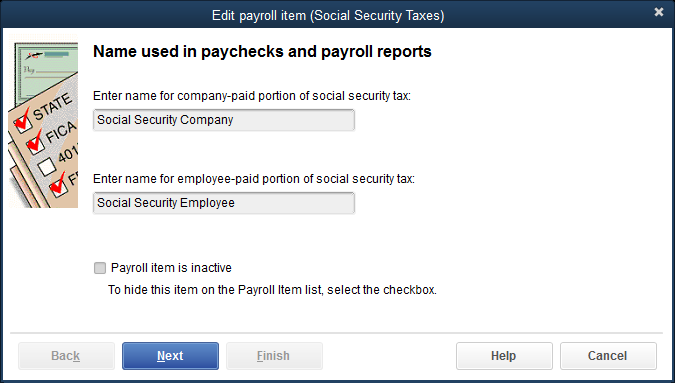 Edit payroll item (Social Security Taxes)
Name used in paychecks and payroll reports
Enter name for company-paid portion of social security tax:
Social Security Company
Enter name for employee-paid portion of social security tax:
Social Security Employee
Payroll item is inactive
To hide this item on the Payroll Item list, select the checkbox.
STATE
FICA
Back Next Finish Help Cancel